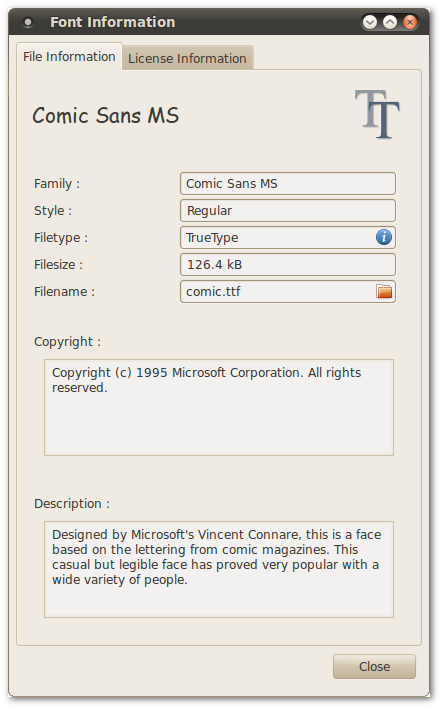 Font Information
File Information License Information
Comic Sans MS
TT
Family : Comic Sans MS
Style : Regular
Filetype : TrueType
Filesize : 126.4 kB
Filename : comic.ttf
Copyright :
Copyright (c) 1995 Microsoft Corporation. All rights
reserved.
Description :
Designed by Microsoft's Vincent Connare, this is a face
based on the lettering from comic magazines. This
casual but legible face has proved very popular with a
wide variety of people.
Close